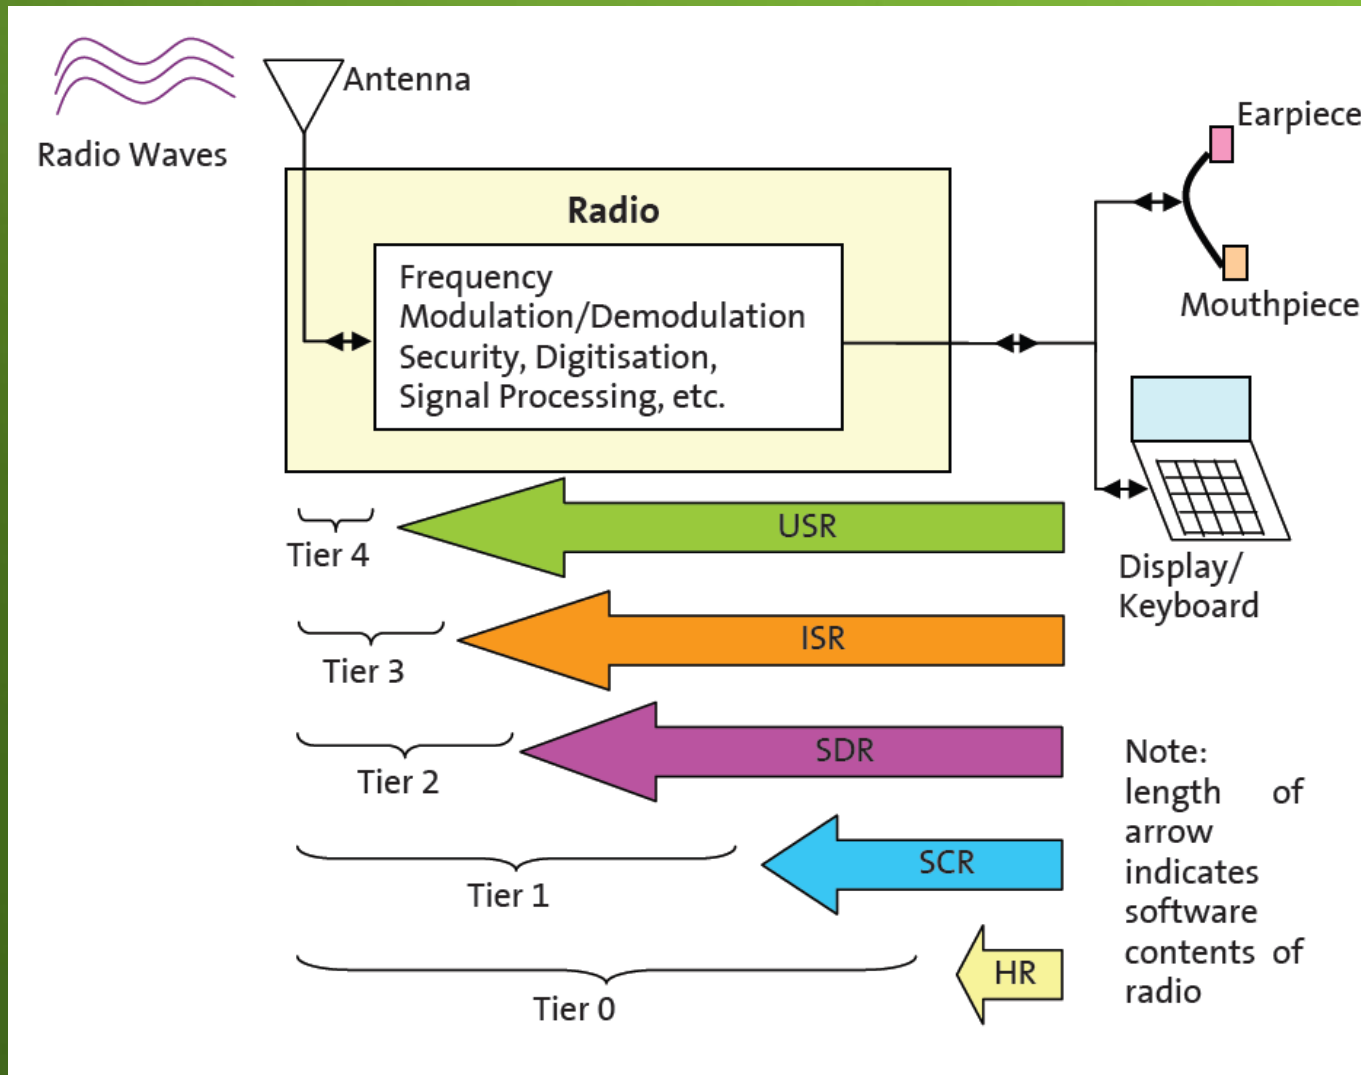 Radio Waves
Antenna
Earpiece
Mouthpiece
Radio
Frequency
Modulation/Demodulation
Security, Digitisation,
Signal Processing, etc.
Display/
Keyboard
Tier 4
USR
Tier 3
ISR
Tier 2
SDR
Tier 1
SCR
Tier 0
HR
Note:
length of
arrow
indicates
software
contents of
radio